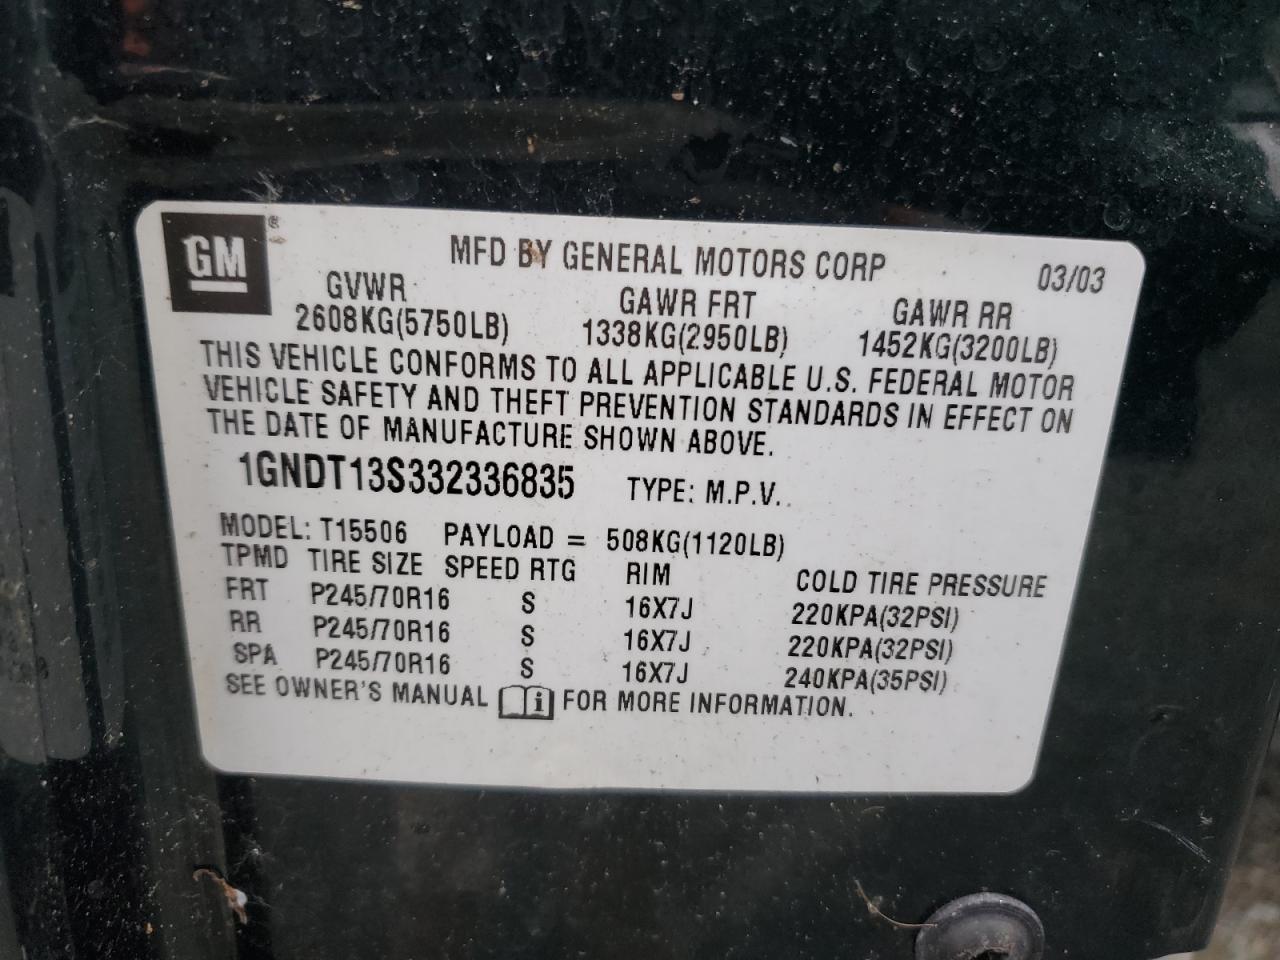 GM ®
MFD BY GENERAL MOTORS CORP 03/03
GVWR GAWR FRT GAWR RR
2608KG(5750LB) 1338KG(2950LB) 1452KG(3200LB)
THIS VEHICLE CONFORMS TO ALL APPLICABLE U.S. FEDERAL MOTOR
VEHICLE SAFETY AND THEFT PREVENTION STANDARDS IN EFFECT ON
THE DATE OF MANUFACTURE SHOWN ABOVE.
1GNDT13S332336835 TYPE: M.P.V.
MODEL: T15506 PAYLOAD = 508KG(1120LB)
TPMD TIRE SIZE SPEED RTG RIM COLD TIRE PRESSURE
FRT P245/70R16 S 16X7J 220KPA(32PSI)
RR P245/70R16 S 16X7J 220KPA(32PSI)
SPA P245/70R16 S 16X7J 240KPA(35PSI)
SEE OWNER'S MANUAL i FOR MORE INFORMATION.